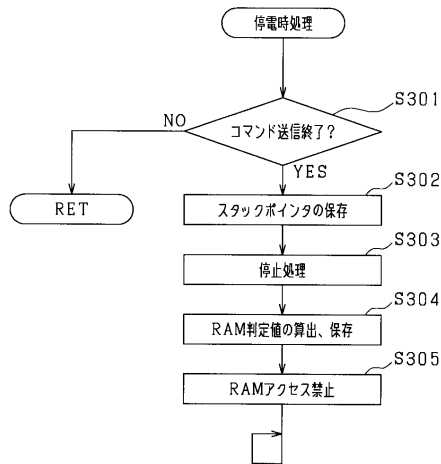 停電時処理
S301
コマンド送信終了?
NO
YES
RET
S302
スタックポインタの保存
S303
停止処理
S304
RAM判定値の算出、保存
S305
RAMアクセス禁止